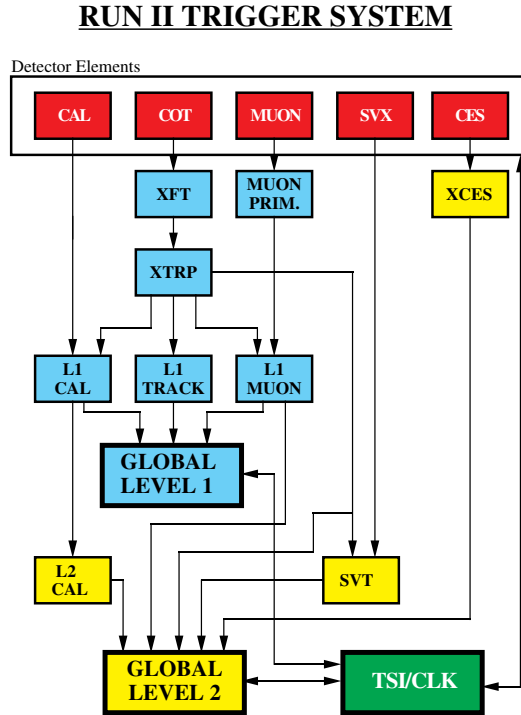 RUN II TRIGGER SYSTEM
Detector Elements
CAL
COT
MUON
SVX
CES
XFT
MUON
PRIM.
XCES
XTRP
L1
CAL
L1
TRACK
L1
MUON
GLOBAL
LEVEL 1
L2
CAL
SVT
GLOBAL
LEVEL 2
TSI/CLK